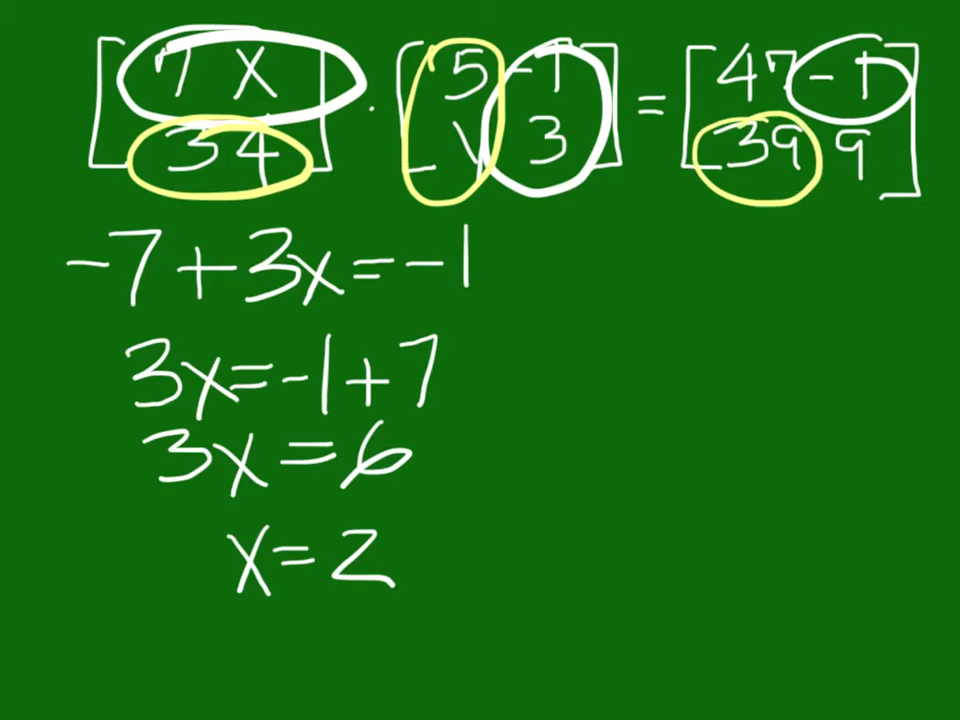 [7 X] · [5 -1] = [47 -1]
[3 4] [y 3] [39 9]
-7+3x=-1
3x=-1+7
3x=6
x=2